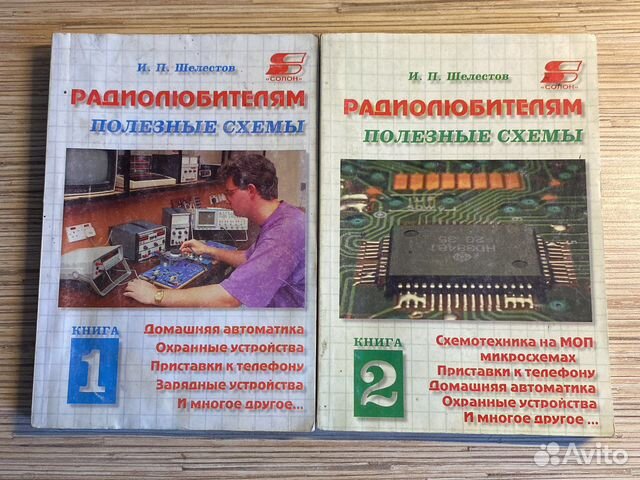 И. П. Шелестов
«СОЛОН»
РАДИОЛЮБИТЕЛЯМ
ПОЛЕЗНЫЕ СХЕМЫ
КНИГА
1
Домашняя автоматика
Охранные устройства
Приставки к телефону
Зарядные устройства
И многое другое...
И. П. Шелестов
«СОЛОН»
РАДИОЛЮБИТЕЛЯМ
ПОЛЕЗНЫЕ СХЕМЫ
КНИГА
2
Схемотехника на МОП
микросхемах
Приставки к телефону
Домашняя автоматика
Охранные устройства
И многое другое ...
Avito